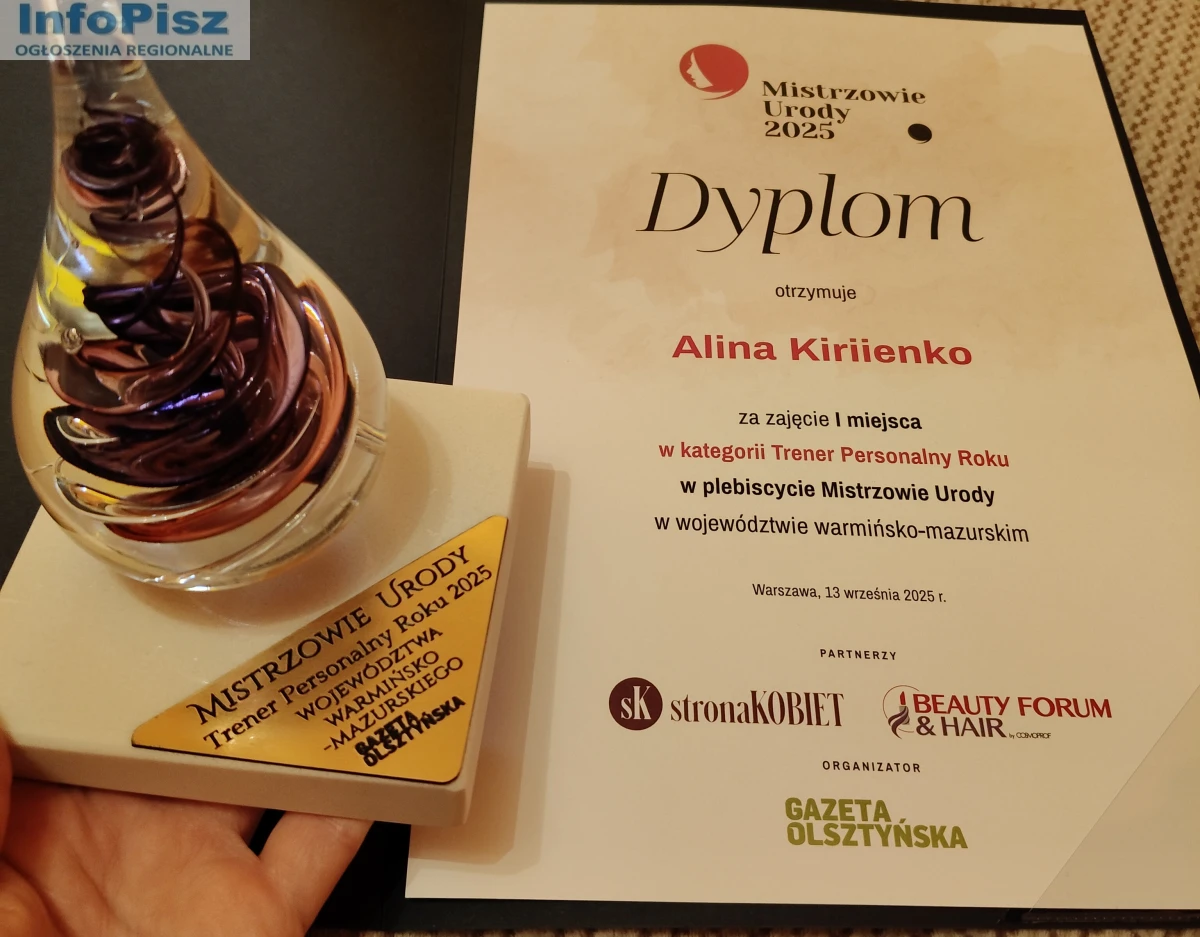 InfoPisz
OGŁOSZENIA REGIONALNE
Mistrzowie
Urody
2025
Dyplom
otrzymuje
Alina Kiriienko
za zajęcie I miejsca
w kategorii Trener Personalny Roku
w plebiscycie Mistrzowie Urody
w województwie warmińsko-mazurskim
Warszawa, 13 września 2025 r.
PARTNERZY
sK stronaKOBIET
BEAUTY FORUM
& HAIR by COSMOPROF
ORGANIZATOR
GAZETA
OLSZTYŃSKA
MISTRZOWIE URODY
Trener Personalny Roku 2025
WOJEWÓDZTWA
WARMIŃSKO
-MAZURSKIEGO
GAZETA
OLSZTYŃSKA